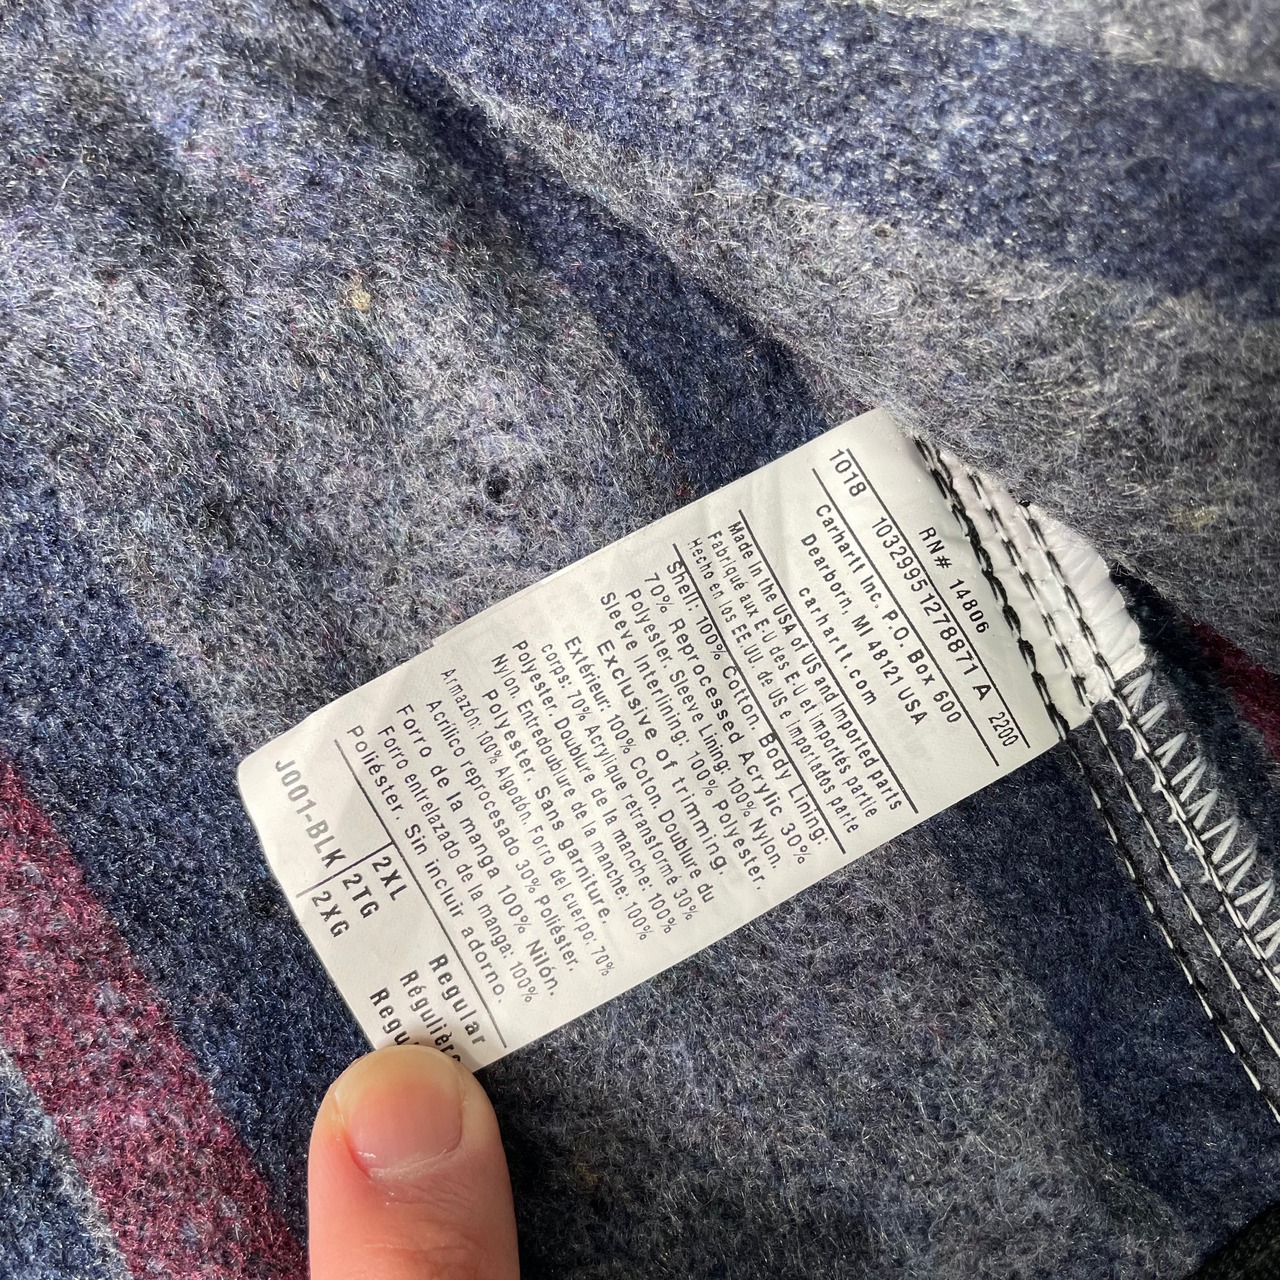 1018
RN# 14806
10329951278871 A 2200
Carhartt Inc. P.O. Box 600
Dearborn, MI 48121 USA
carhartt.com
Made in the USA of US and Imported parts
Fabriqué aux E-U des E-U et importés partie
Hecho en los EE.UU. de US e Importados parte
Shell: 100% Cotton. Body Lining:
70% Reprocessed Acrylic 30%
Polyester. Sleeve Lining: 100% Nylon.
Sleeve Interlining: 100% Polyester.
Exclusive of trimming.
Extérieur: 100% Coton. Doublure du
corps: 70% Acrylique retransformé 30%
Polyester. Doublure de la manche: 100%
Nylon. Entredoublure de la manche: 100%
Polyester. Sans garniture.
Armazón: 100% Algodón. Forro del cuerpo: 70%
Acrílico reprocesado 30% Poliéster.
Forro de la manga 100% Nilón.
Forro entrelazado de la manga: 100%
Poliéster. Sin incluir adorno.
J001-BLK
2XL Regular
2TG
2XG